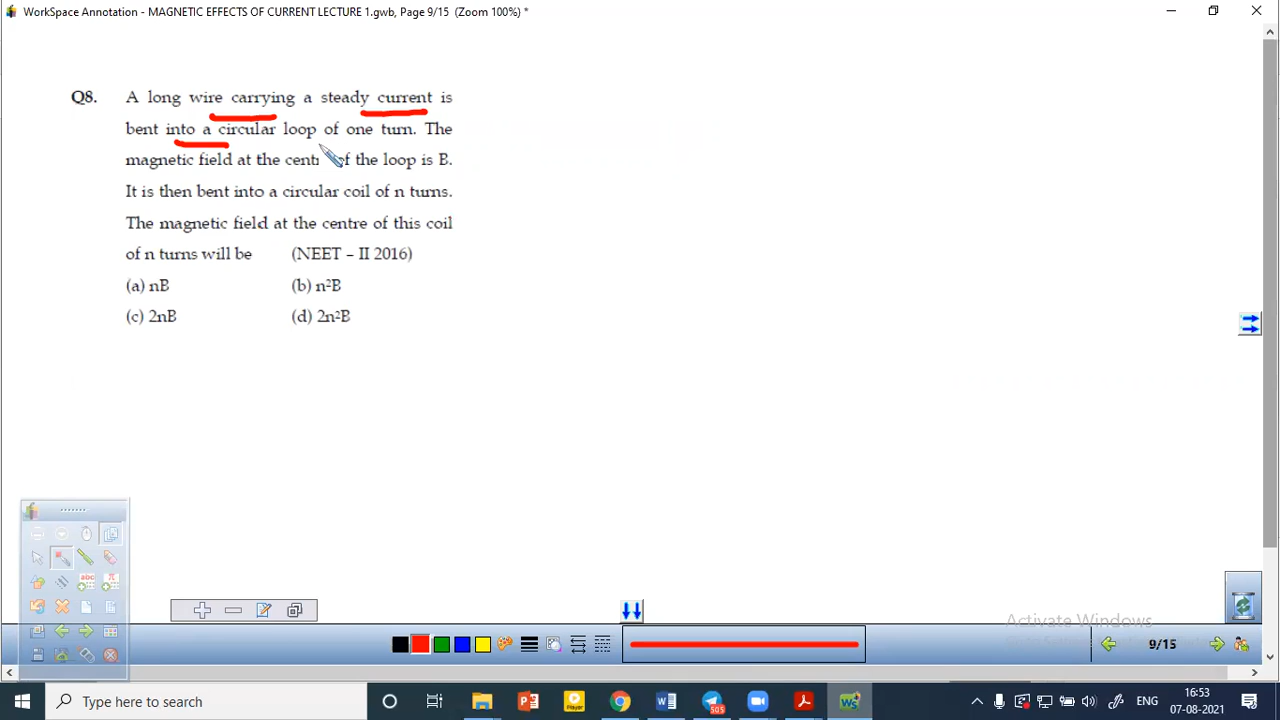 WorkSpace Annotation - MAGNETIC EFFECTS OF CURRENT LECTURE 1.gwb, Page 9/15 (Zoom 100%) *
Q8. A long wire carrying a steady current is
bent into a circular loop of one turn. The
magnetic field at the cent of the loop is B.
It is then bent into a circular coil of n turns.
The magnetic field at the centre of this coil
of n turns will be (NEET – II 2016)
(a) nB (b) n²B
(c) 2nB (d) 2n²B
Activate Windows
9/15
Type here to search
ENG
16:53
07-08-2021